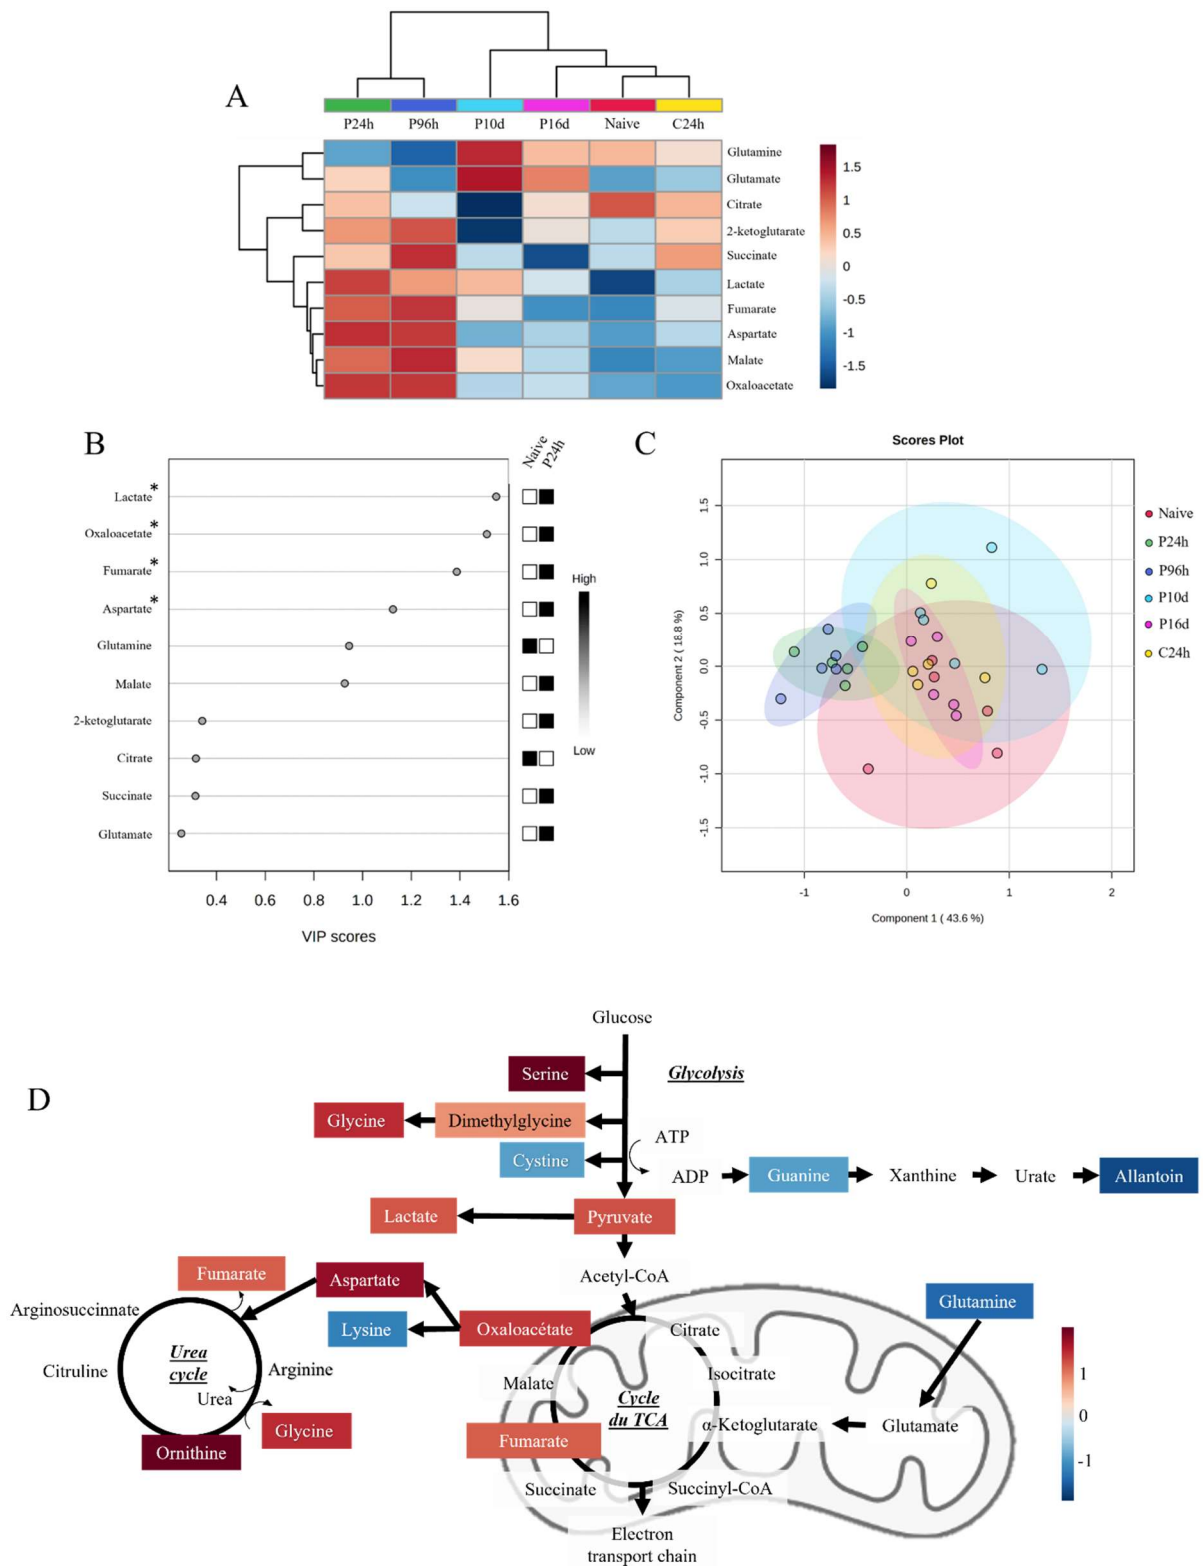 A
P24h P96h P10d P16d Naive C24h
Glutamine
Glutamate
Citrate
2-ketoglutarate
Succinate
Lactate
Fumarate
Aspartate
Malate
Oxaloacetate
1.5
1
0.5
0
-0.5
-1
-1.5
B
Naive
P24h
Lactate*
Oxaloacetate*
Fumarate*
Aspartate*
Glutamine
Malate
2-ketoglutarate
Citrate
Succinate
Glutamate
High
Low
0.4 0.6 0.8 1.0 1.2 1.4 1.6
VIP scores
C
Scores Plot
Component 2 ( 18.8 %)
1.5
1.0
0.5
0.0
-0.5
-1.0
-1.5
-1 0 1 2
Component 1 ( 43.6 %)
Naive
P24h
P96h
P10d
P16d
C24h
D
Glucose
Serine
Glycolysis
Glycine
Dimethylglycine
Cystine
ATP
ADP
Guanine
Xanthine
Urate
Allantoin
Lactate
Pyruvate
Acetyl-CoA
Fumarate
Aspartate
Lysine
Oxaloacétate
Arginosuccinnate
Citruline
Urea
cycle
Arginine
Urea
Glycine
Ornithine
Citrate
Isocitrate
Malate
Cycle
du TCA
α-Ketoglutarate
Glutamate
Glutamine
Fumarate
Succinate
Succinyl-CoA
Electron
transport chain
1
0
-1